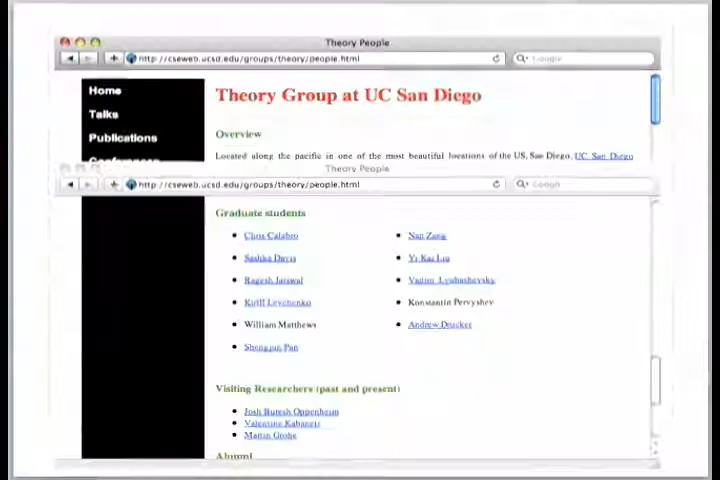 Theory People
http://cseweb.ucsd.edu/groups/theory/people.html
Google
Home
Talks
Publications
Conferences
Theory Group at UC San Diego
Overview
Located along the pacific in one of the most beautiful locations of the US, San Diego, UC San Diego
Theory People
http://cseweb.ucsd.edu/groups/theory/people.html
Google
Graduate students
Chris Calabro
Sashka Davis
Ragesh Jaiswal
Kirill Levchenko
William Matthews
Shengjun Pan
Nan Zang
Yi-Kai Liu
Vadim Lyubashevsky
Konstantin Pervyshev
Andrew Drucker
Visiting Researchers (past and present)
Josh Buresh Oppenheim
Valentine Kabanets
Martin Grohe
Alumni